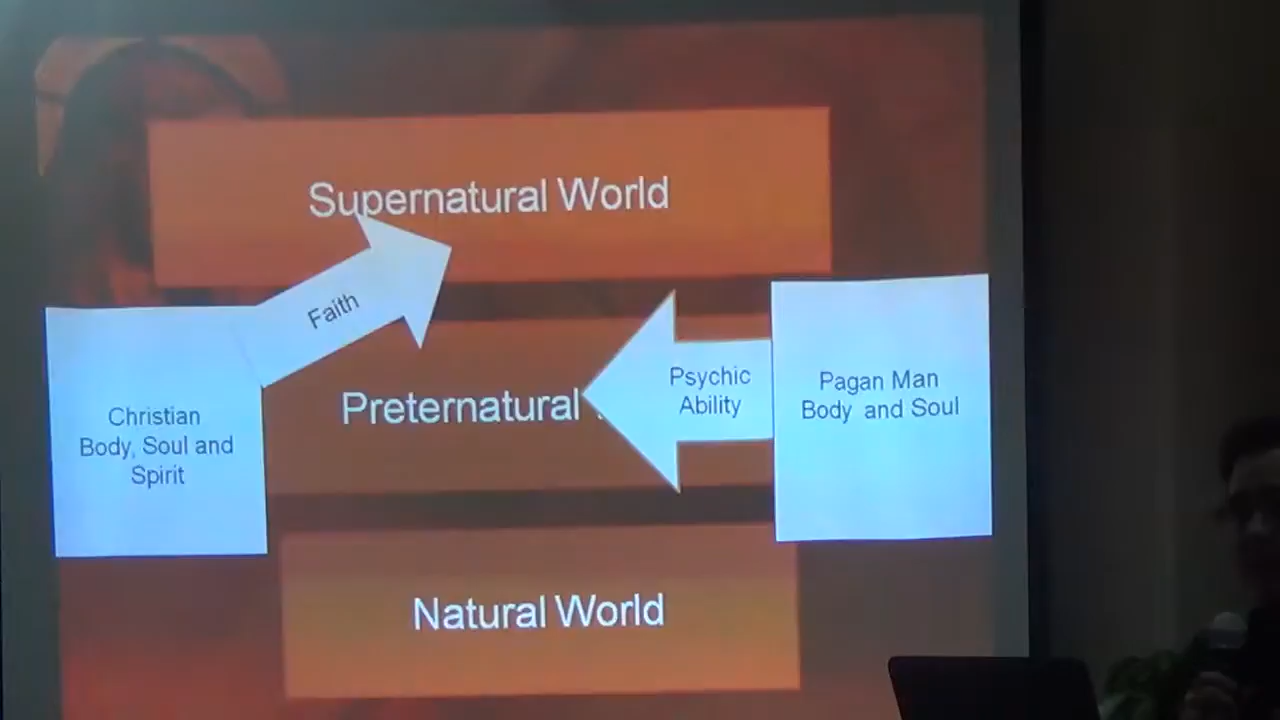 Supernatural World
Faith
Christian
Body, Soul and
Spirit
Preternatural
Psychic
Ability
Pagan Man
Body and Soul
Natural World